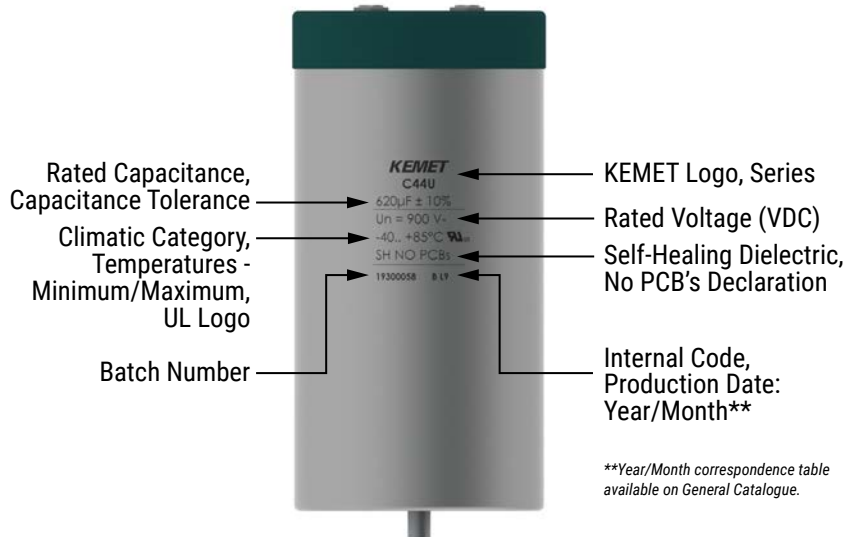 Rated Capacitance,
Capacitance Tolerance
Climatic Category,
Temperatures -
Minimum/Maximum,
UL Logo
Batch Number
KEMET
C44U
620µF ± 10%
Un = 900 V-
-40.. +85°C
SH NO PCBs
19300058 B L9
KEMET Logo, Series
Rated Voltage (VDC)
Self-Healing Dielectric,
No PCB's Declaration
Internal Code,
Production Date:
Year/Month**
**Year/Month correspondence table
available on General Catalogue.